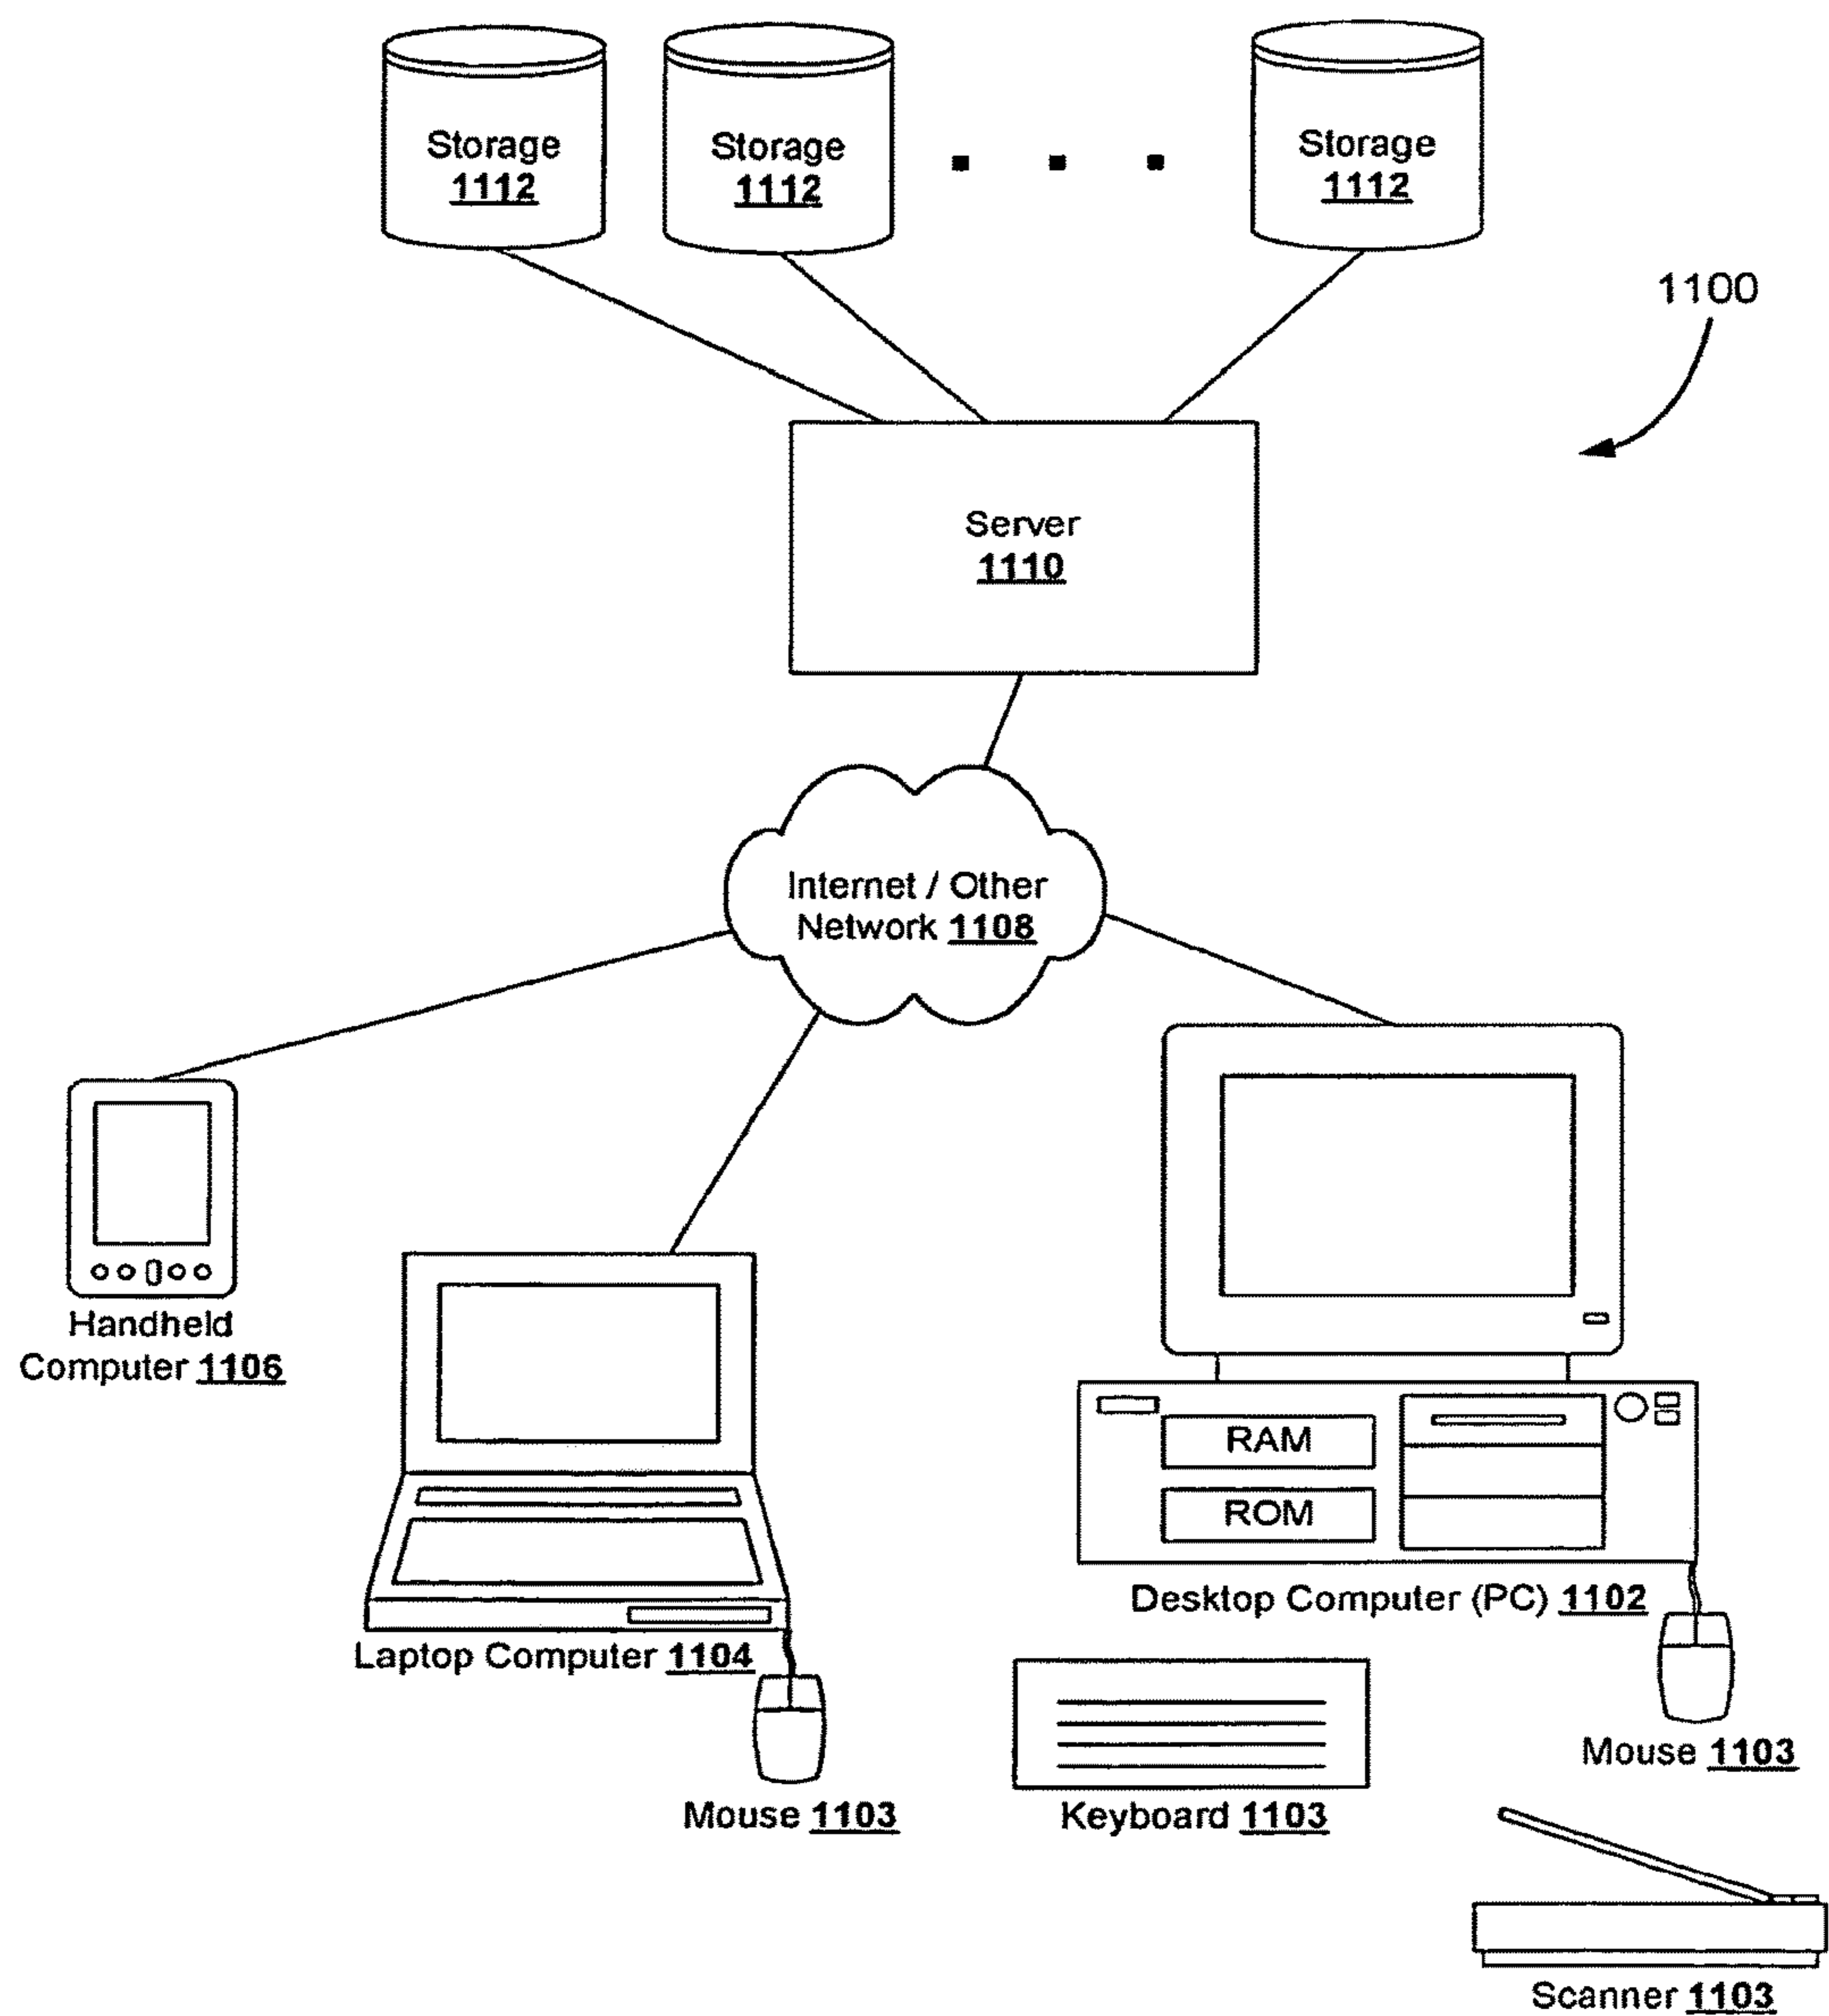 Storage
1112
Storage
1112
Storage
1112
1100
Server
1110
Internet / Other
Network 1108
Handheld
Computer 1106
RAM
ROM
Desktop Computer (PC) 1102
Laptop Computer 1104
Mouse 1103
Mouse 1103
Keyboard 1103
Scanner 1103